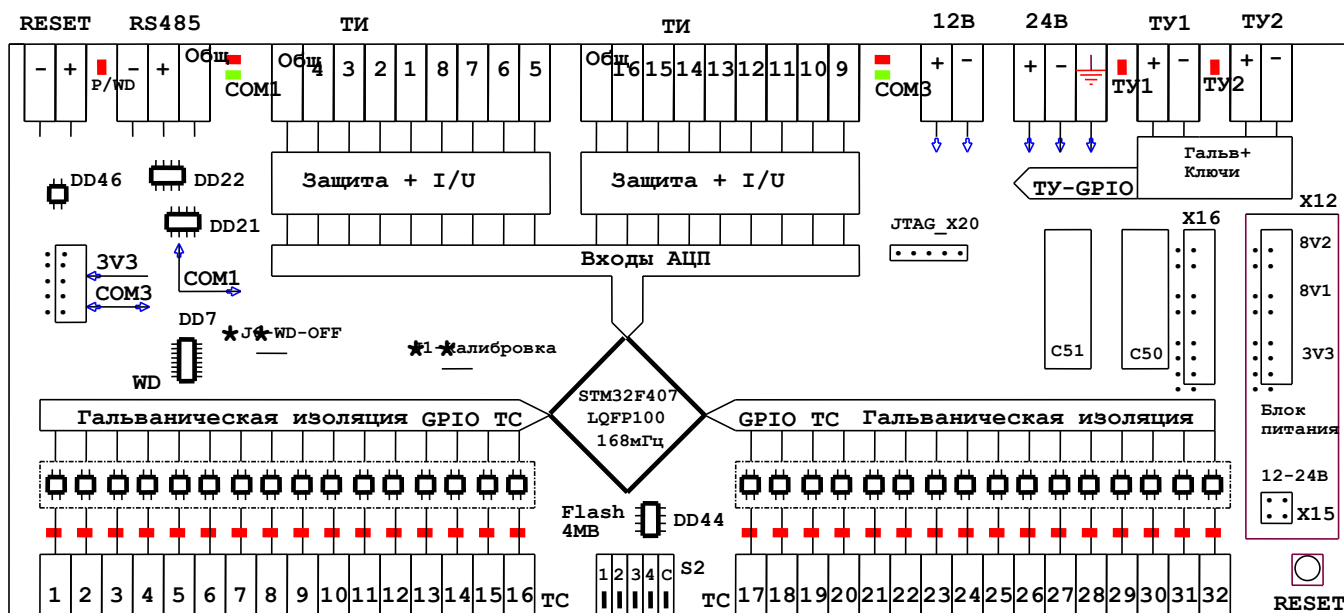 RESET RS485 ТИ ТИ 12В 24В ТУ1 ТУ2
- + P/WD - + Общ COM1 Общ 4 3 2 1 8 7 6 5 Общ 16 15 14 13 12 11 10 9 COM3 + - + - ТУ1 + - ТУ2 + -
DD46 DD22 Защита + I/U Защита + I/U Гальв+
Ключи
ТУ-GPIO
X12
DD21 JTAG_X20 X16
8V2
3V3 Входы АЦП
COM3 COM1 8V1
DD7
WD-OFF калибровка
C51 C50 3V3
WD
STM32F407
LQFP100
168мГц
Гальваническая изоляция GPIO ТС GPIO ТС Гальваническая изоляция
Блок
питания
12-24В
Flash
4MB DD44 X15
1 2 3 4 С S2
1 2 3 4 5 6 7 8 9 10 11 12 13 14 15 16 ТС ТС 17 18 19 20 21 22 23 24 25 26 27 28 29 30 31 32 RESET